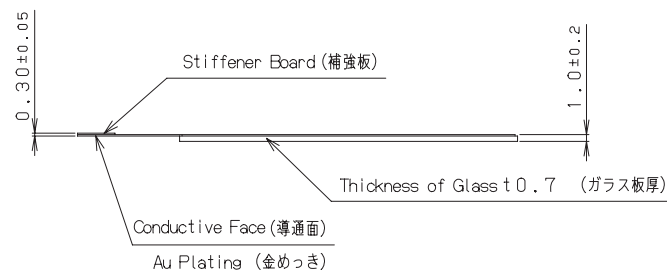 0.30±0.05
Stiffener Board (補強板)
1.0±0.2
Thickness of Glass t0.7 (ガラス板厚)
Conductive Face (導通面)
Au Plating (金めっき)